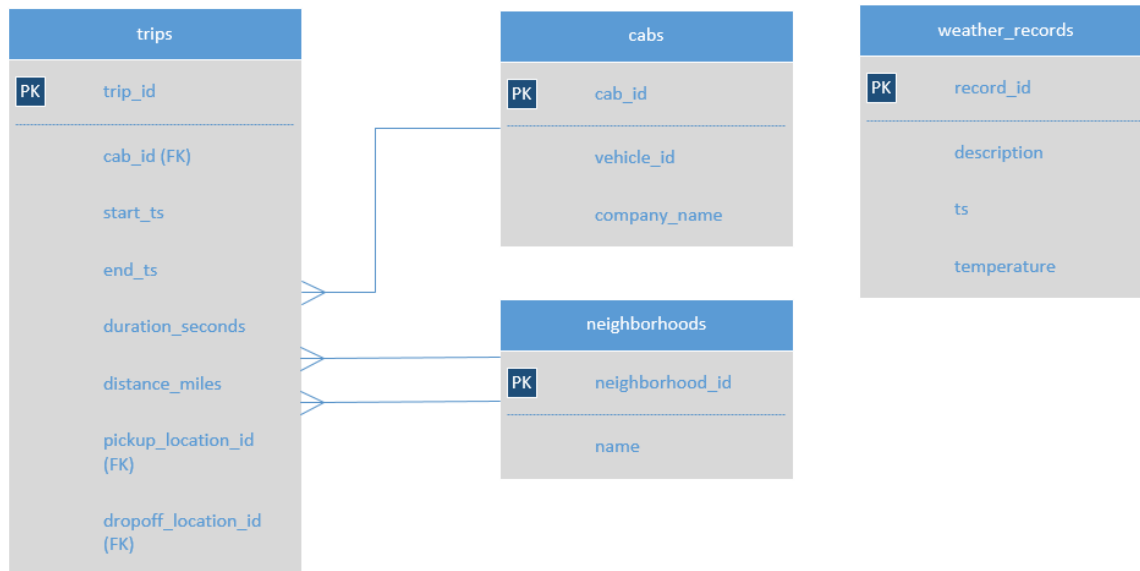 trips
PK trip_id
cab_id (FK)
start_ts
end_ts
duration_seconds
distance_miles
pickup_location_id
(FK)
dropoff_location_id
(FK)
cabs
PK cab_id
vehicle_id
company_name
neighborhoods
PK neighborhood_id
name
weather_records
PK record_id
description
ts
temperature